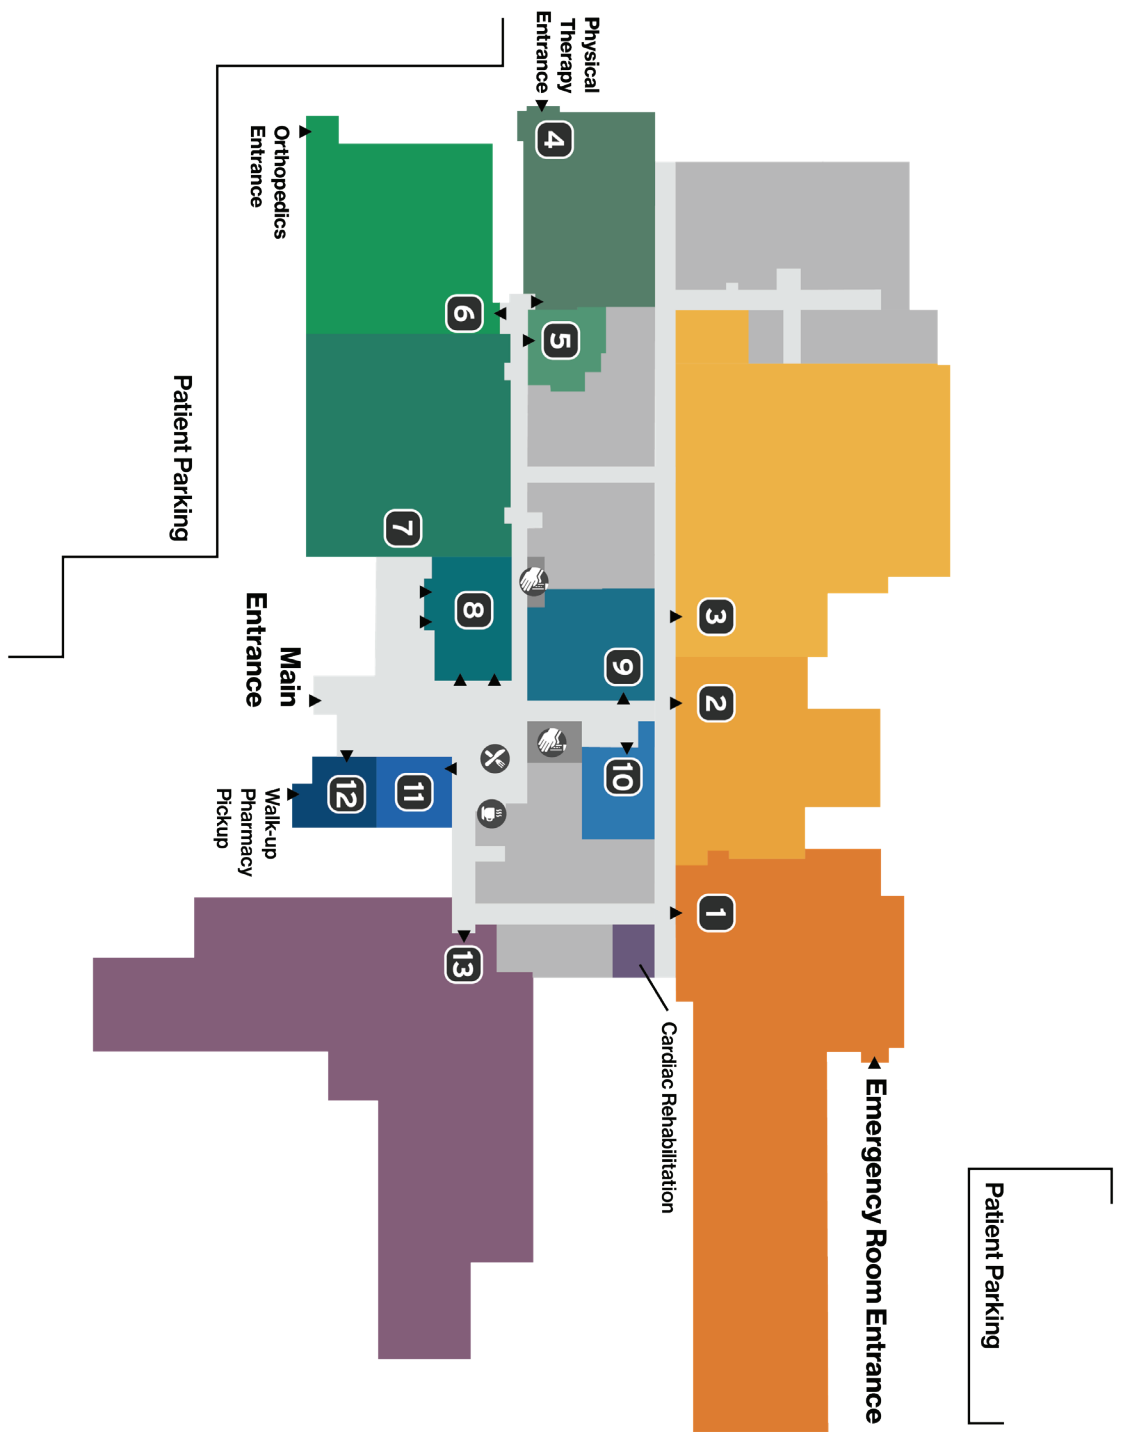 Emergency Room Entrance
Patient Parking
Cardiac Rehabilitation
1
2
3
4
5
6
7
8
9
10
11
12
13
Physical
Therapy
Entrance
Orthopedics
Entrance
Patient Parking
Main
Entrance
Walk-up
Pharmacy
Pickup